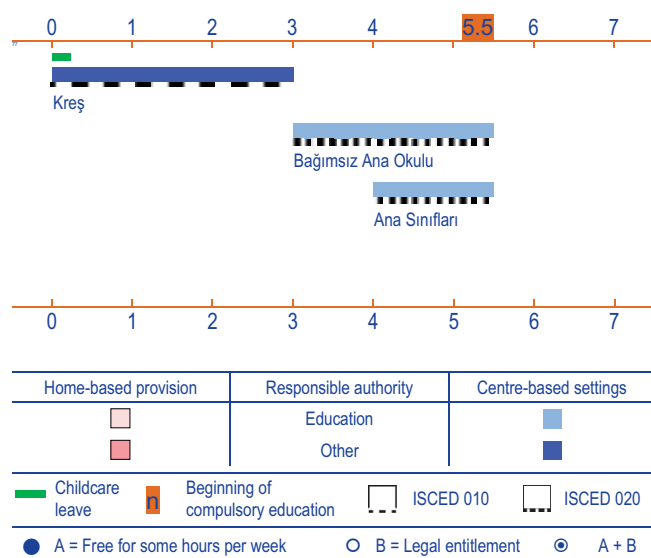 0 1 2 3 4 5.5 6 7
Kreş
Bağımsız Ana Okulu
Ana Sınıfları
0 1 2 3 4 5 6 7
Home-based provision Responsible authority Centre-based settings
Education
Other
Childcare leave
n
Beginning of compulsory education
ISCED 010
ISCED 020
A = Free for some hours per week B = Legal entitlement A + B